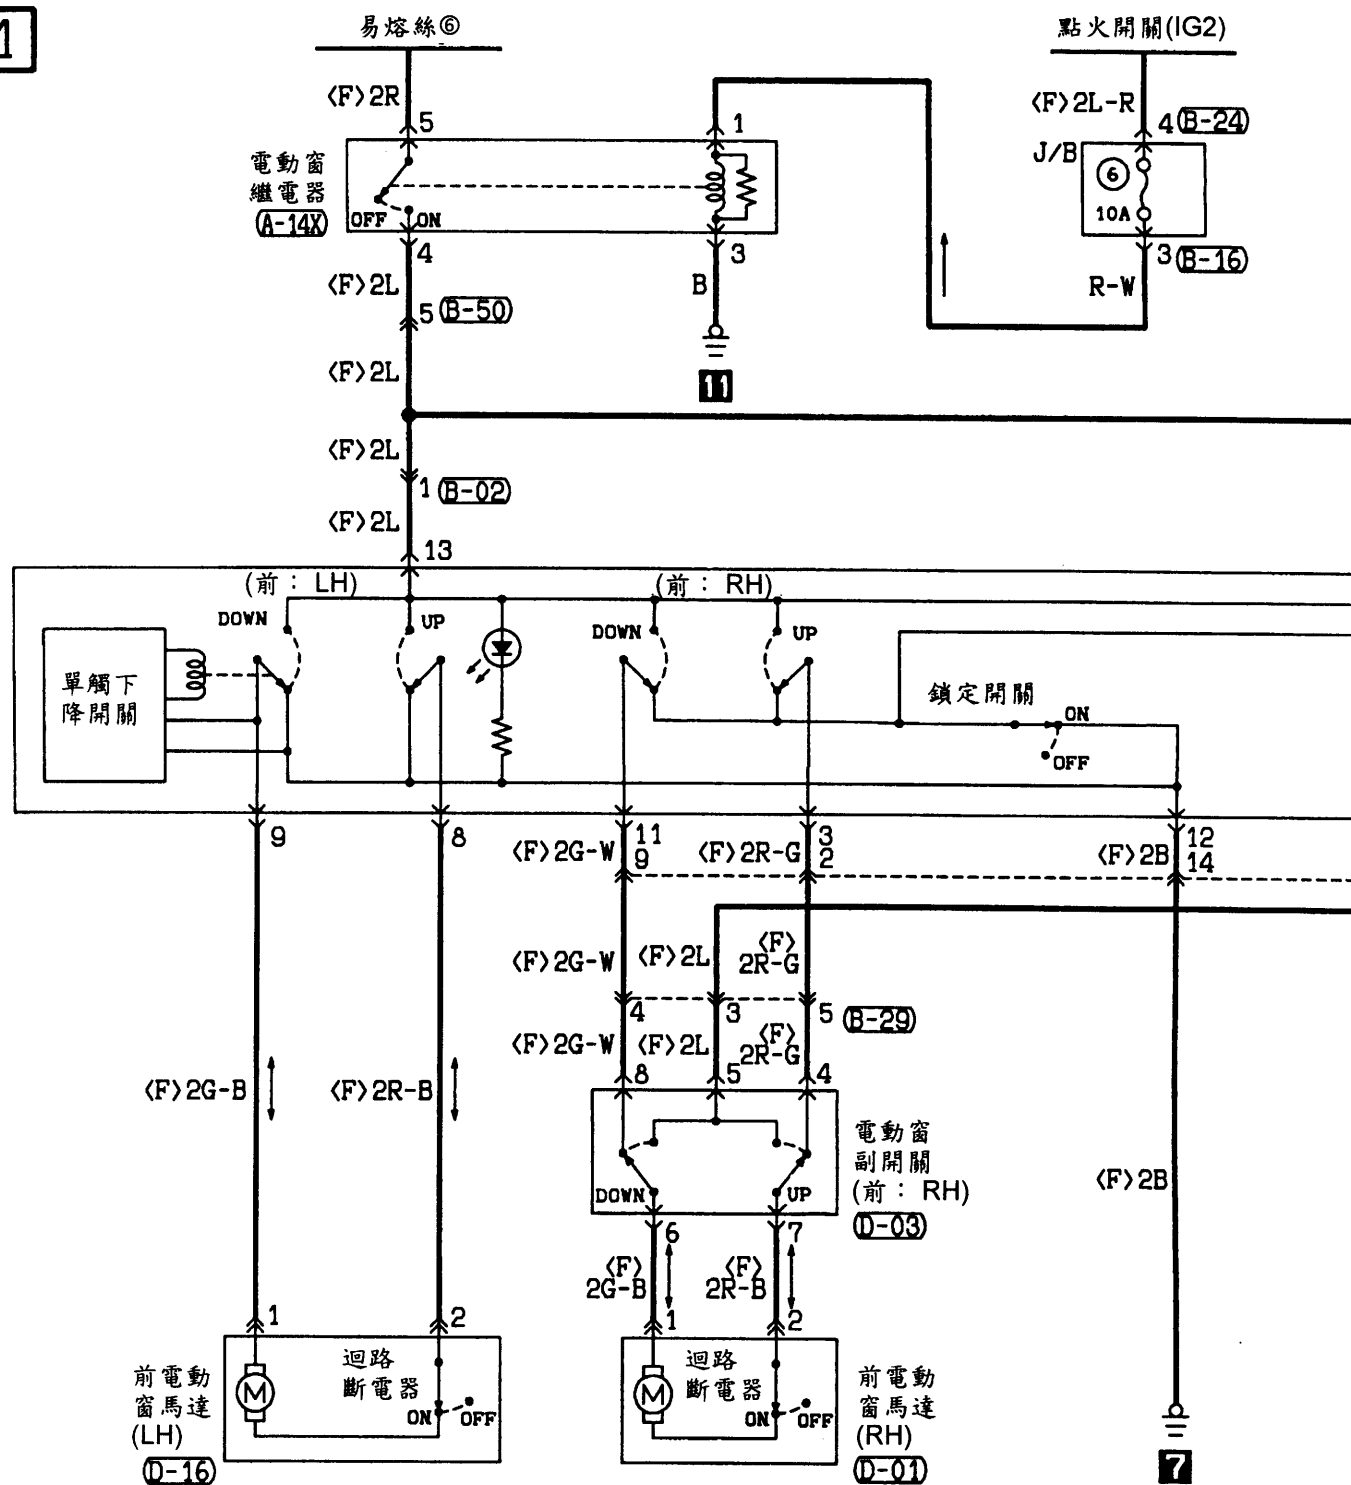 1
易熔絲⑥
點火開關(IG2)
<F>2R
<F>2L-R
5
1
4 (B-24)
J/B
電動窗
繼電器
(A-14X)
⑥
10A
OFF
ON
4
3
3 (B-16)
<F>2L
B
R-W
5 (B-50)
<F>2L
11
<F>2L
1 (B-02)
<F>2L
13
(前：LH)
(前：RH)
DOWN
UP
DOWN
UP
單觸下
降開關
鎖定開關
ON
OFF
9
8
11
3
12
<F>2G-W
9
<F>2R-G
2
<F>2B
14
<F>2G-W
<F>2L
<F>
2R-G
4
3
5 (B-29)
<F>2G-W
<F>2L
<F>
2R-G
8
5
4
<F>2G-B
<F>2R-B
電動窗
副開關
(前：RH)
(D-03)
DOWN
UP
<F>2B
6
7
<F>
2G-B
<F>
2R-B
1
2
1
2
前電動
窗馬達
(LH)
(D-16)
M
迴路
斷電器
ON
OFF
M
迴路
斷電器
ON
OFF
前電動
窗馬達
(RH)
(D-01)
7